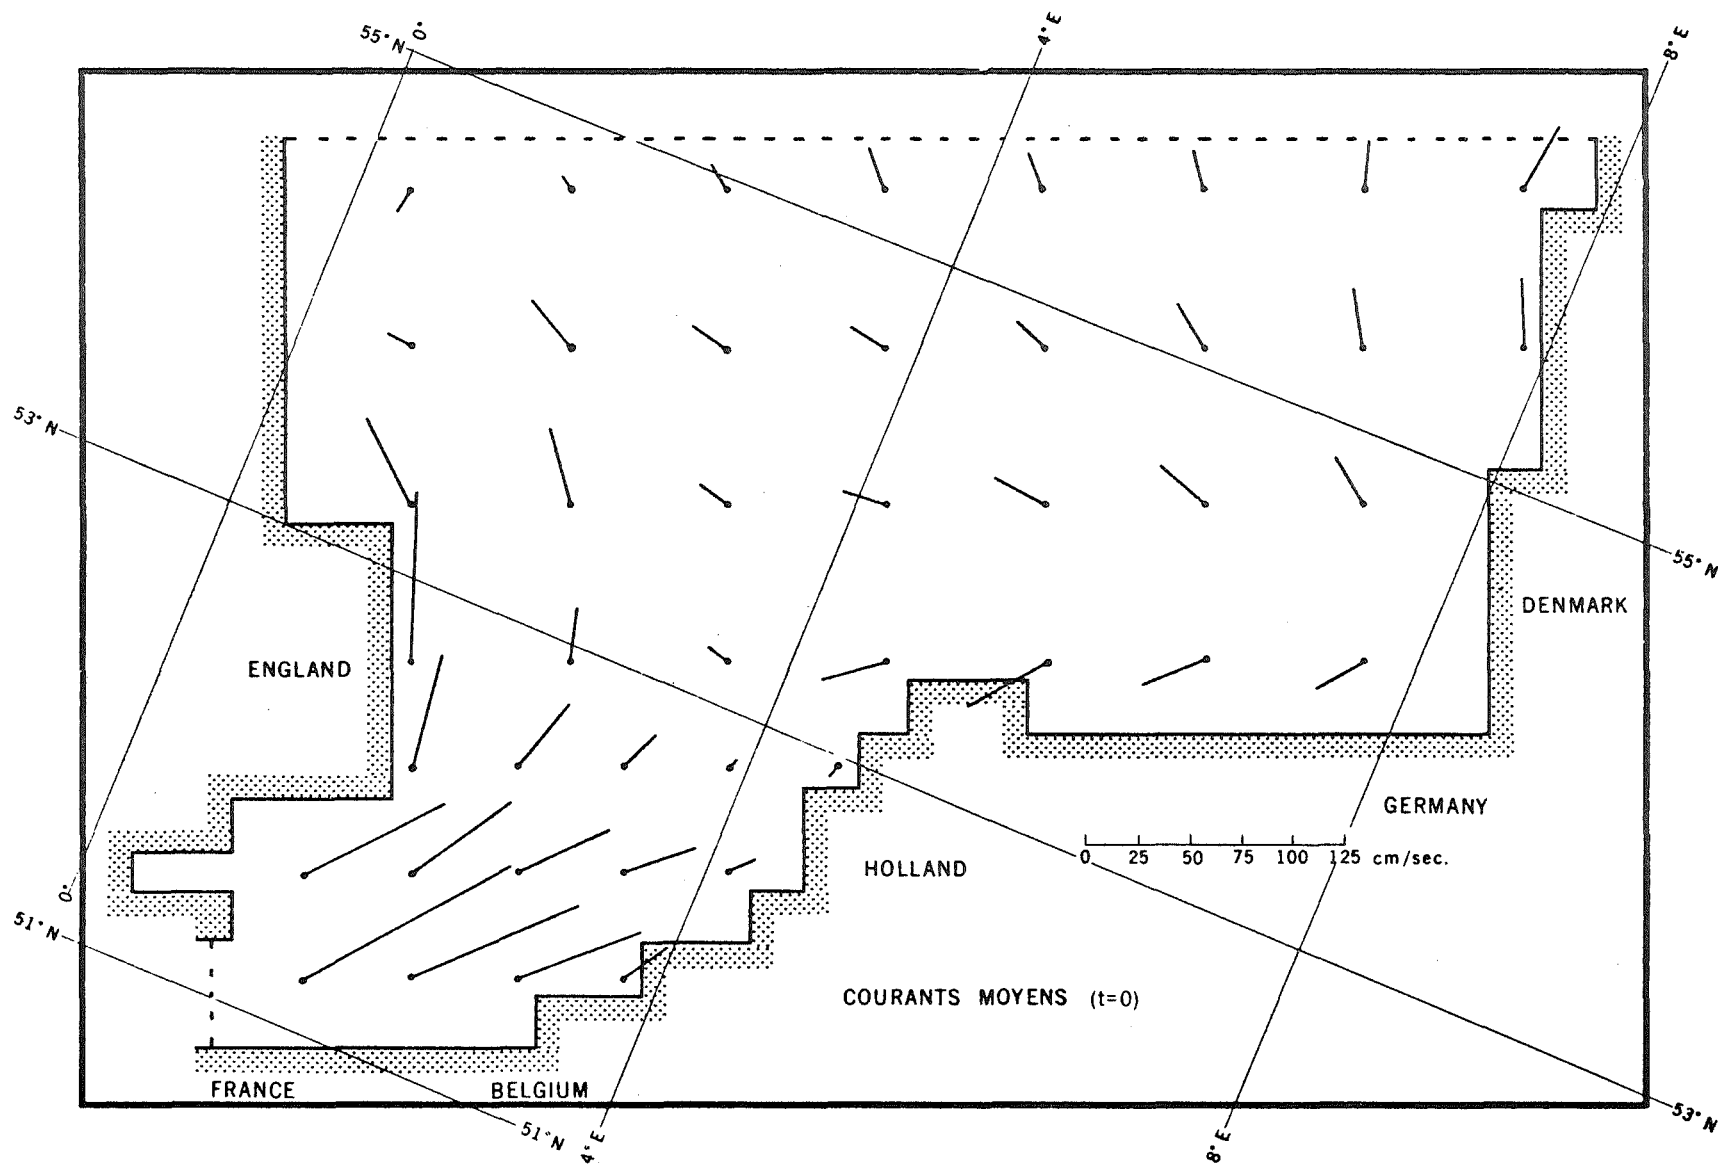 55°N 0° 4°E 8°E
53°N
55°N
DENMARK
ENGLAND
GERMANY
0 25 50 75 100 125 cm/sec.
HOLLAND
0°
51°N
COURANTS MOYENS (t=0)
FRANCE BELGIUM
51°N 4°E 8°E 53°N